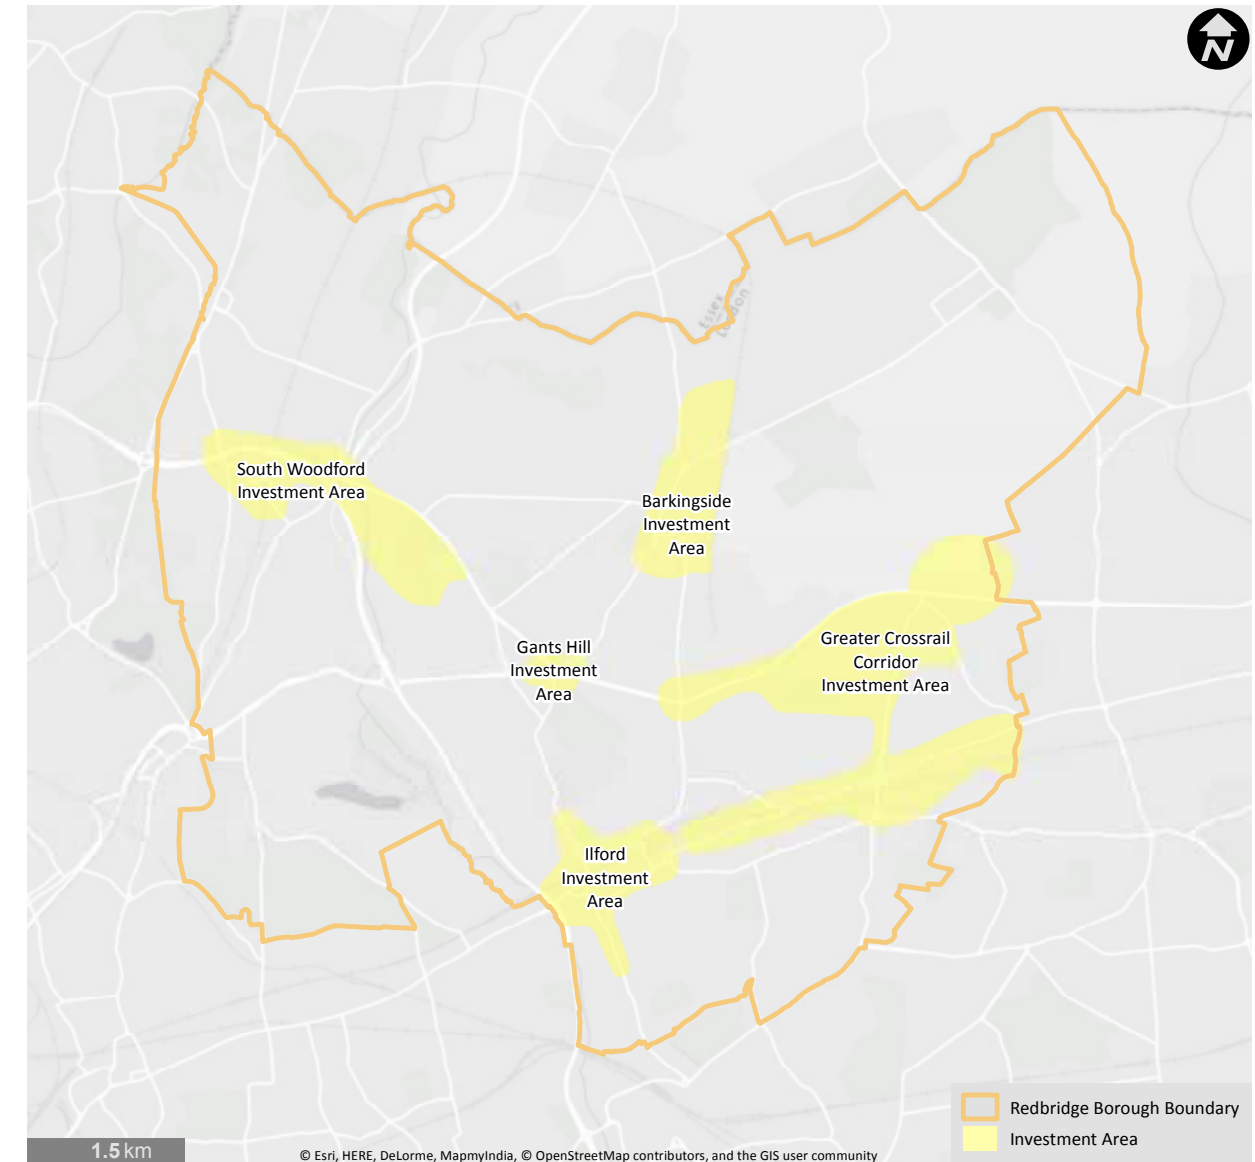 N
Essex
London
South Woodford
Investment Area
Barkingside
Investment
Area
Gants Hill
Investment
Area
Greater Crossrail
Corridor
Investment Area
Ilford
Investment
Area
Redbridge Borough Boundary
Investment Area
1.5 km
© Esri, HERE, DeLorme, MapmyIndia, © OpenStreetMap contributors, and the GIS user community